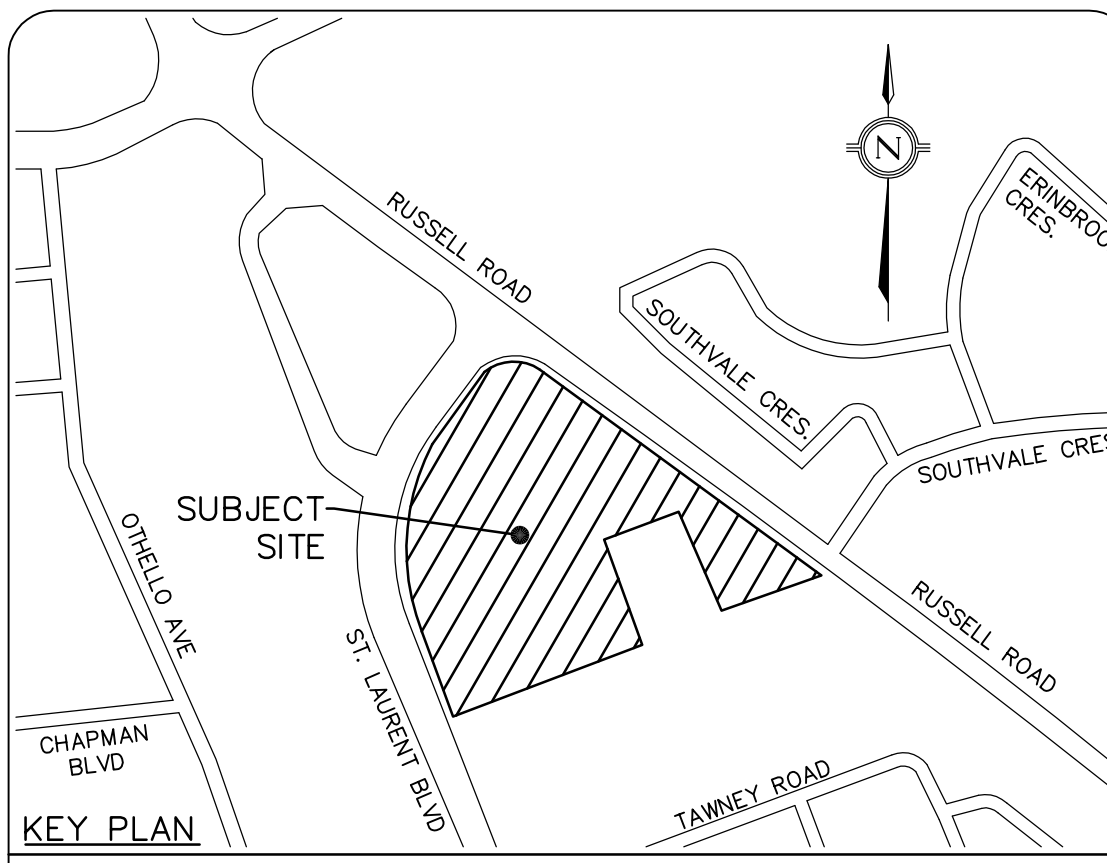 RUSSELL ROAD
N
ERINBROO
CRES.
SOUTHVALE CRES.
SOUTHVALE CRES
SUBJECT
SITE
OTHELLO AVE
ST. LAURENT BLVD
RUSSELL ROAD
CHAPMAN
BLVD
TAWNEY ROAD
KEY PLAN